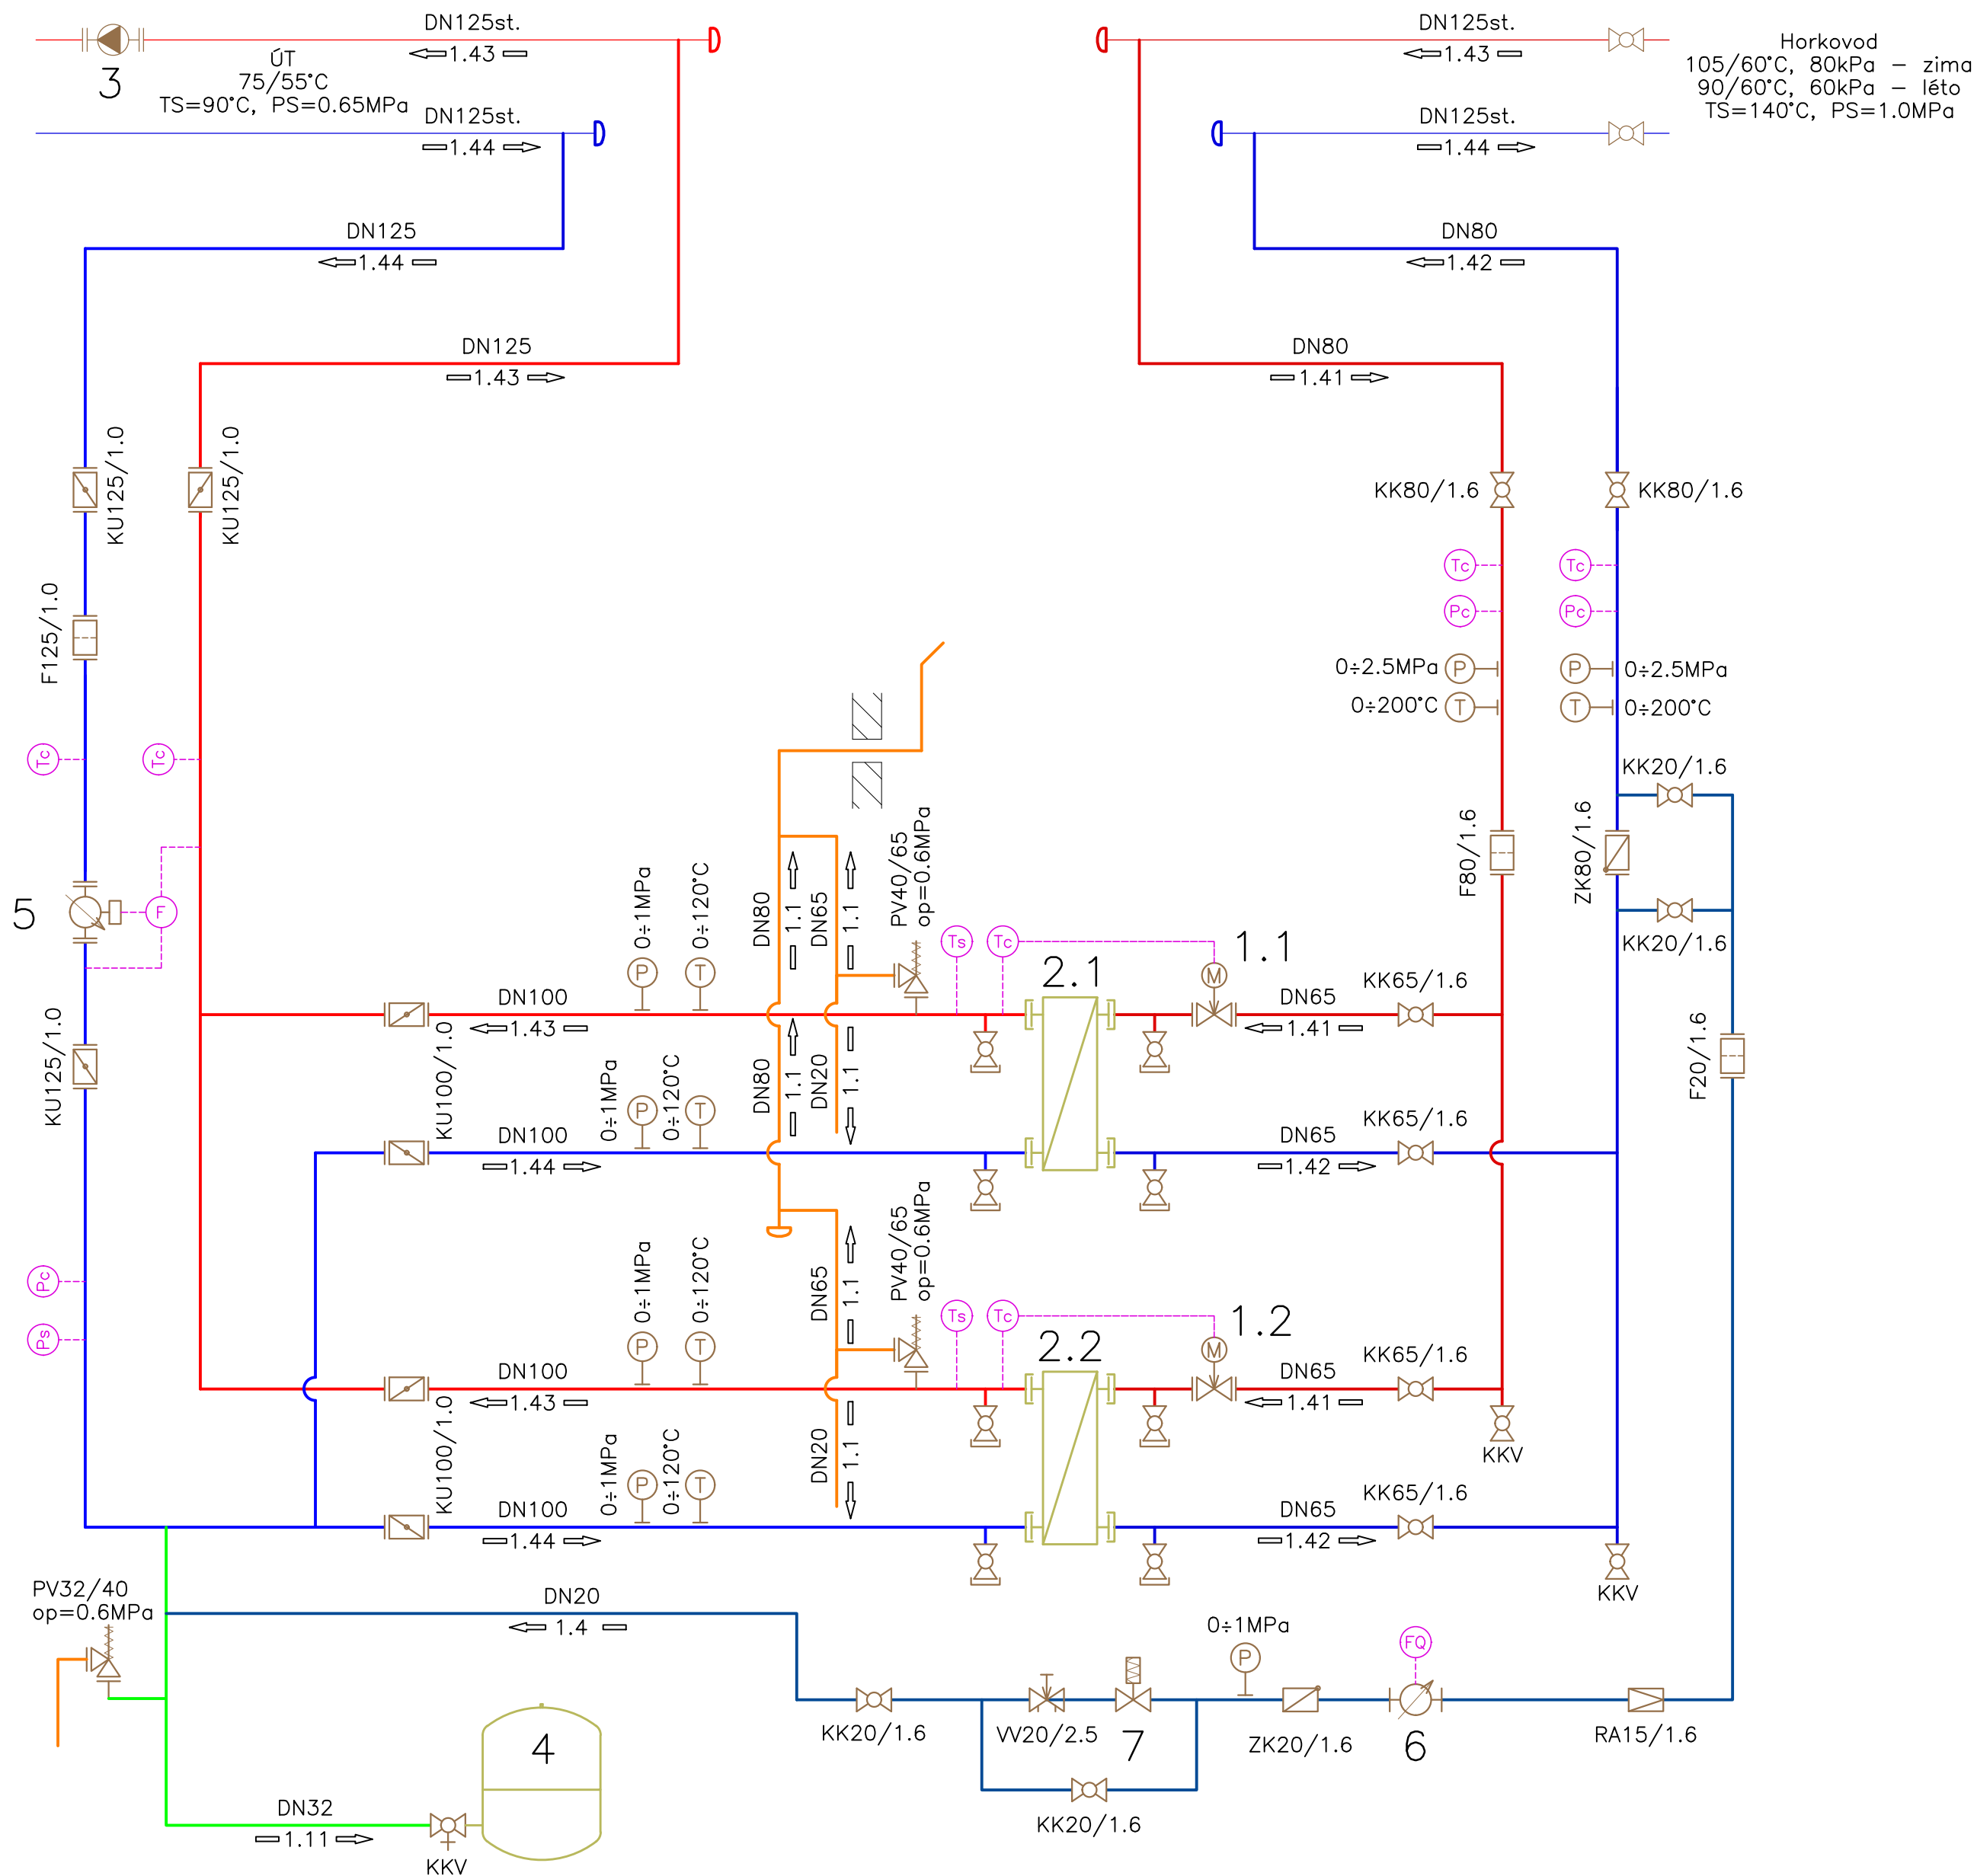 DN125st.
1.43
3
ÚT
75/55°C
TS=90°C, PS=0.65MPa
DN125st.
1.44
DN125st.
1.43
Horkovod
105/60°C, 80kPa – zima
90/60°C, 60kPa – léto
TS=140°C, PS=1.0MPa
DN125st.
1.44
DN125
1.44
DN80
1.42
DN125
1.43
DN80
1.41
KU125/1.0
KU125/1.0
KK80/1.6
KK80/1.6
Tc
Tc
Pc
Pc
F125/1.0
0÷2.5MPa
P
P
0÷2.5MPa
0÷200°C
T
T
0÷200°C
Tc
Tc
KK20/1.6
F80/1.6
ZK80/1.6
KK20/1.6
5
F
0÷1MPa
P
0÷120°C
T
DN80
1.1
DN65
1.1
PV40/65
op=0.6MPa
Ts
Tc
1.1
M
2.1
KK65/1.6
DN65
1.41
DN100
1.43
KU125/1.0
KU100/1.0
0÷1MPa
P
0÷120°C
T
DN80
1.1
DN20
1.1
F20/1.6
DN100
1.44
DN65
1.42
KK65/1.6
Pc
Ps
0÷1MPa
P
0÷120°C
T
DN65
1.1
PV40/65
op=0.6MPa
Ts
Tc
1.2
M
2.2
KK65/1.6
DN65
1.41
DN100
1.43
KU100/1.0
KKV
0÷1MPa
P
0÷120°C
T
DN20
1.1
DN100
1.44
DN65
1.42
KK65/1.6
KKV
PV32/40
op=0.6MPa
DN20
1.4
0÷1MPa
P
FQ
KK20/1.6
VV20/2.5
7
ZK20/1.6
6
RA15/1.6
4
DN32
1.11
KKV
KK20/1.6